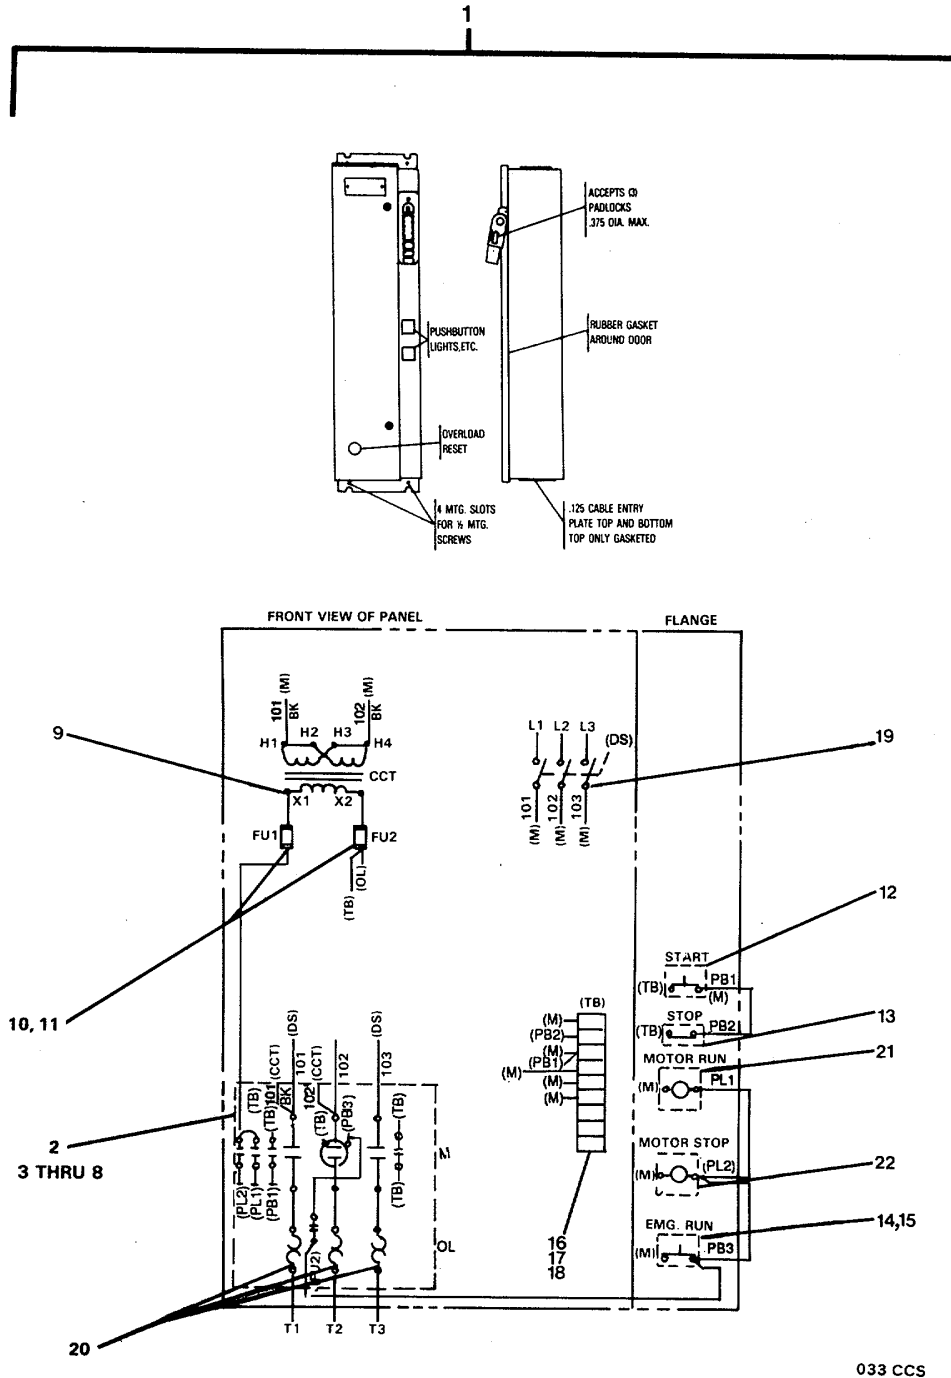 1
ACCEPTS (3)
PADLOCKS
.375 DIA. MAX.
PUSHBUTTON
LIGHTS,ETC.
RUBBER GASKET
AROUND DOOR
OVERLOAD
RESET
4 MTG. SLOTS
FOR ½ MTG.
SCREWS
.125 CABLE ENTRY
PLATE TOP AND BOTTOM
TOP ONLY GASKETED
FRONT VIEW OF PANEL
FLANGE
101 (M)
BK
102 (M)
BK
H1 H2 H3 H4
CCT
X1 X2
FU1
FU2
(TB)
(OL)
9
L1 L2 L3
(DS)
101
(M)
102
(M)
103
(M)
19
10, 11
12
START
(TB)
PB1
(M)
STOP
(TB)
PB2
13
MOTOR RUN
(M)
PL1
21
MOTOR STOP
(M)
(PL2)
22
EMG. RUN
(M)
PB3
14,15
(TB)
(M)
(PB2)
(M)
(PB1)
(M)
(M)
(M)
16
17
18
(DS)
101
(CCT)
101
BK
(CCT)
102
102
(DS)
103
(TB)
(TB)
(TB)
(PB3)
(TB)
(PL2)
(PL1)
(PB1)
(TB)
M
OL
FU2)
2
3 THRU 8
T1 T2 T3
20
033 CCS